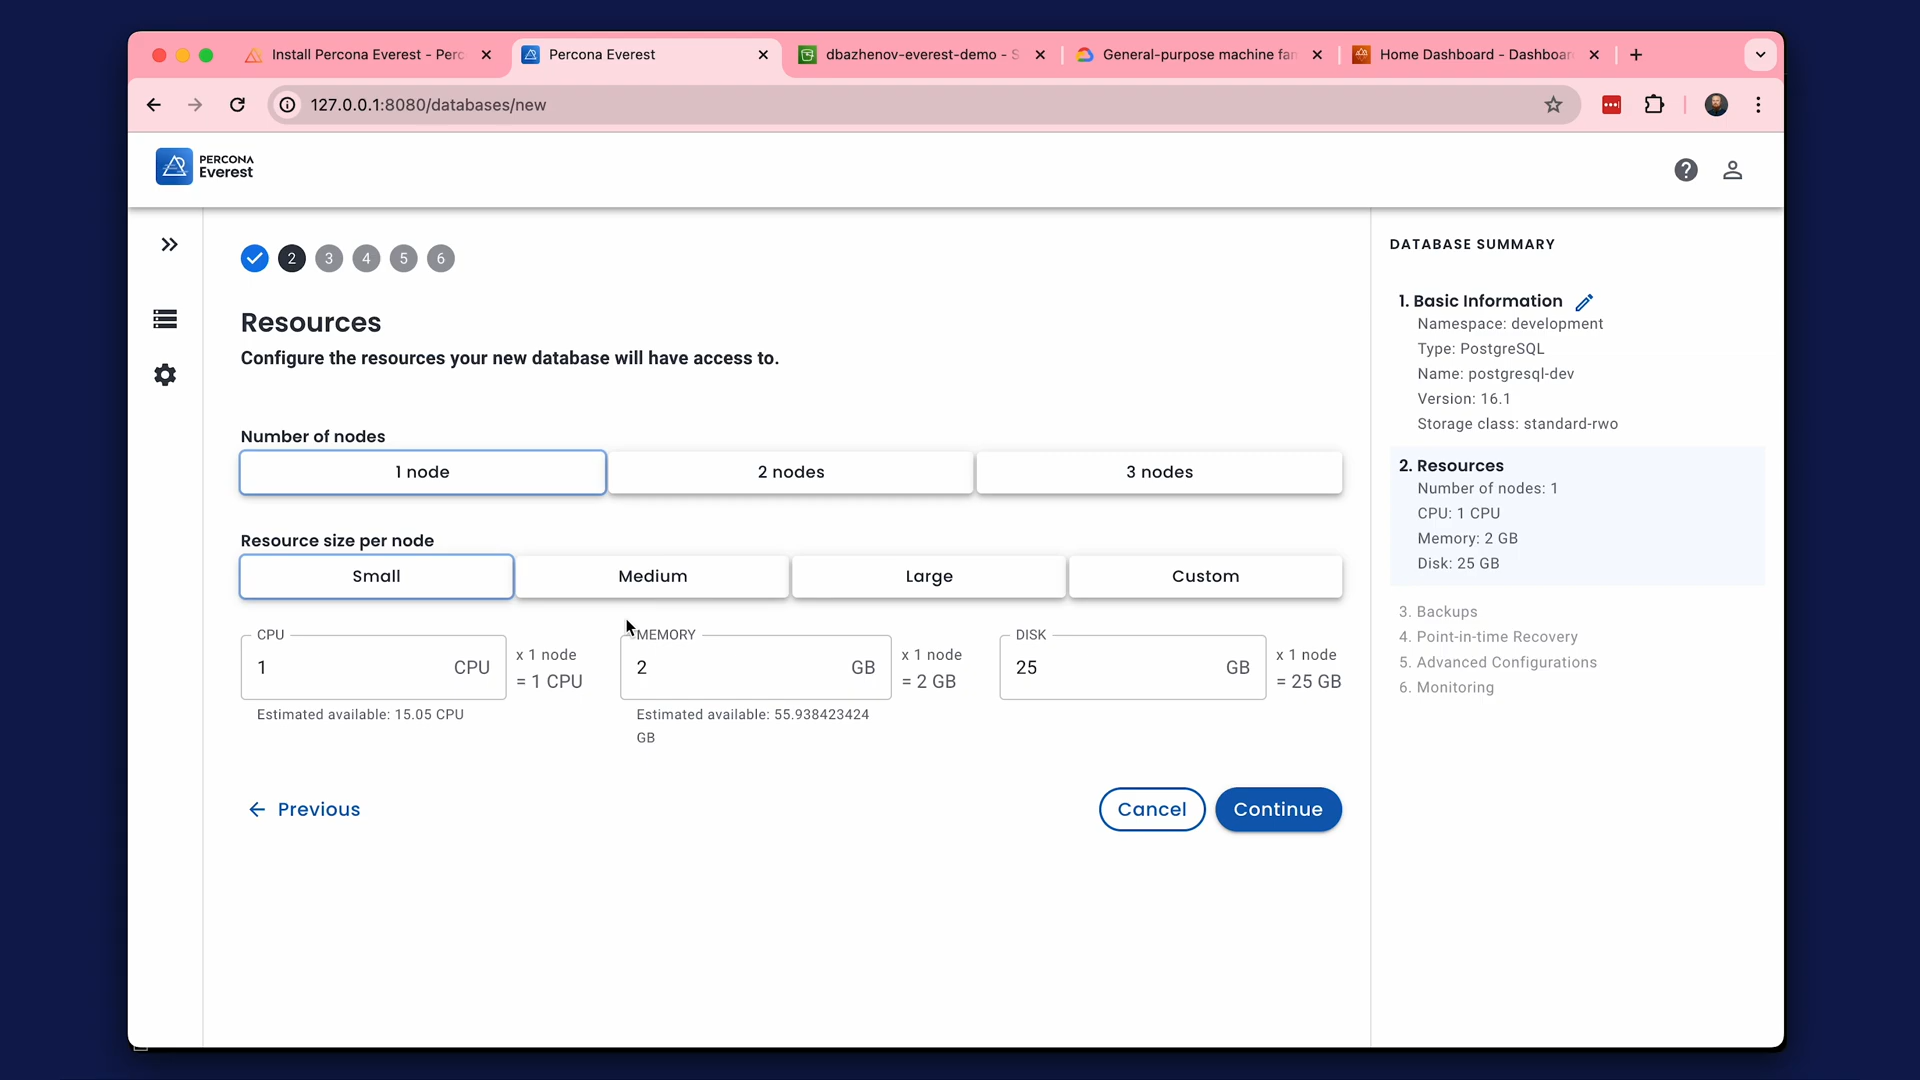 Install Percona Everest - Perc
Percona Everest
dbazhenov-everest-demo - S
General-purpose machine fam
Home Dashboard - Dashboar
127.0.0.1:8080/databases/new
PERCONA
Everest
2 3 4 5 6
Resources
Configure the resources your new database will have access to.
Number of nodes
1 node
2 nodes
3 nodes
Resource size per node
Small
Medium
Large
Custom
CPU
1 CPU
x 1 node
= 1 CPU
Estimated available: 15.05 CPU
MEMORY
2 GB
x 1 node
= 2 GB
Estimated available: 55.938423424
GB
DISK
25 GB
x 1 node
= 25 GB
Previous
Cancel
Continue
DATABASE SUMMARY
1. Basic Information
Namespace: development
Type: PostgreSQL
Name: postgresql-dev
Version: 16.1
Storage class: standard-rwo
2. Resources
Number of nodes: 1
CPU: 1 CPU
Memory: 2 GB
Disk: 25 GB
3. Backups
4. Point-in-time Recovery
5. Advanced Configurations
6. Monitoring